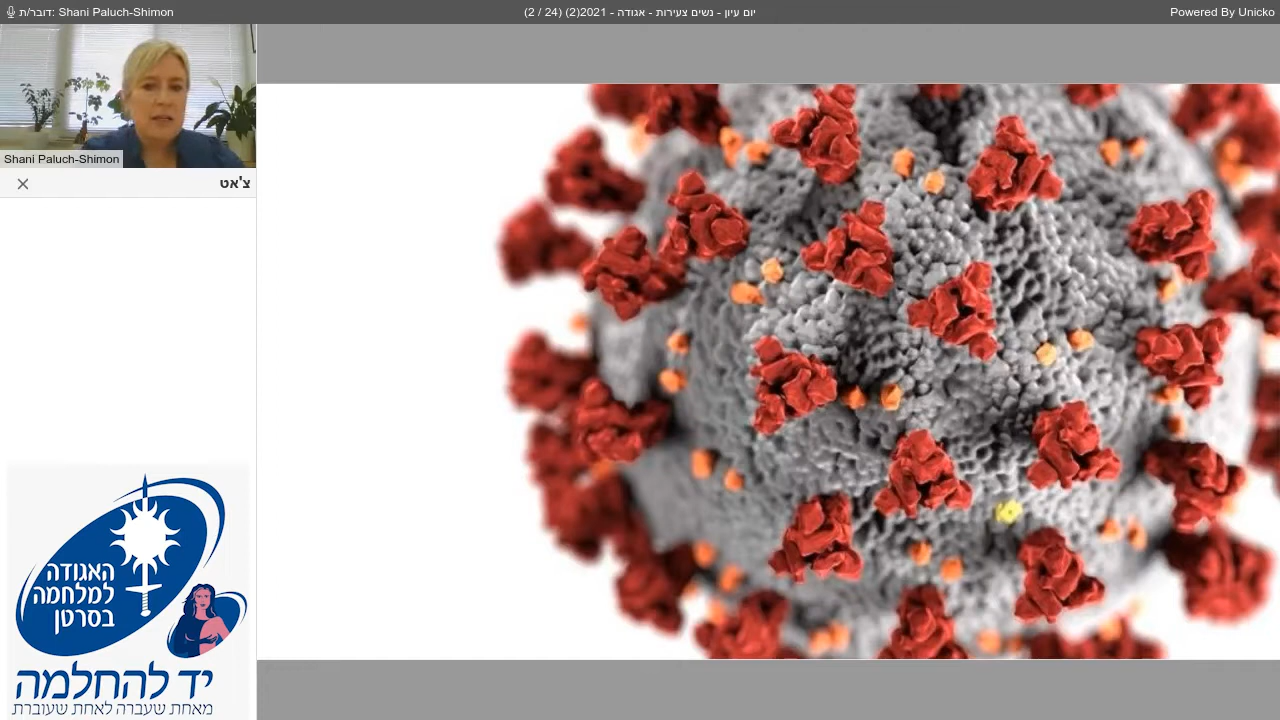 דובר/ת: Shani Paluch-Shimon
יום עיון - נשים צעירות - אגודה - 2021(2) (24 / 2)
Powered By Unicko
Shani Paluch-Shimon
צ'אט
האגודה
למלחמה
בסרטן
יד להחלמה
מאחת שעברה לאחת שעוברת